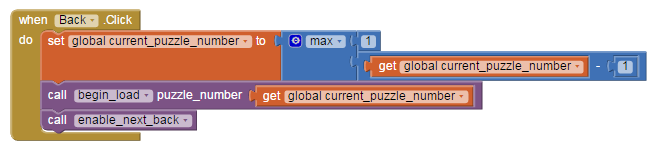 when Back .Click
do set global current_puzzle_number to max 1
get global current_puzzle_number - 1
call begin_load .puzzle_number get global current_puzzle_number
call enable_next_back